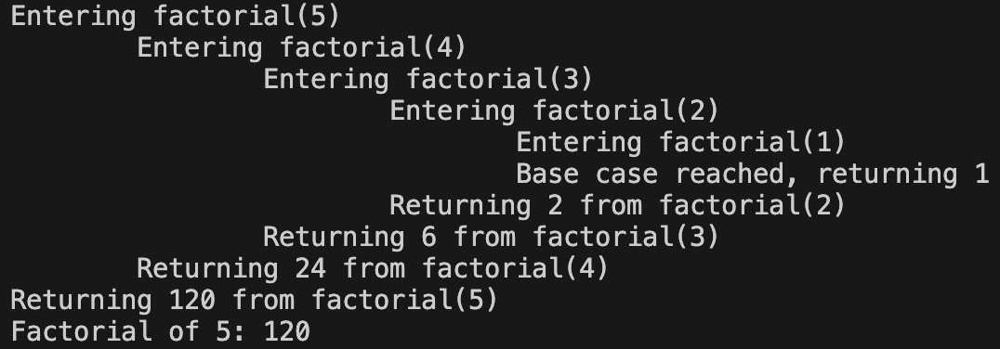 Entering factorial(5)
        Entering factorial(4)
                Entering factorial(3)
                        Entering factorial(2)
                                Entering factorial(1)
                                Base case reached, returning 1
                        Returning 2 from factorial(2)
                Returning 6 from factorial(3)
        Returning 24 from factorial(4)
Returning 120 from factorial(5)
Factorial of 5: 120